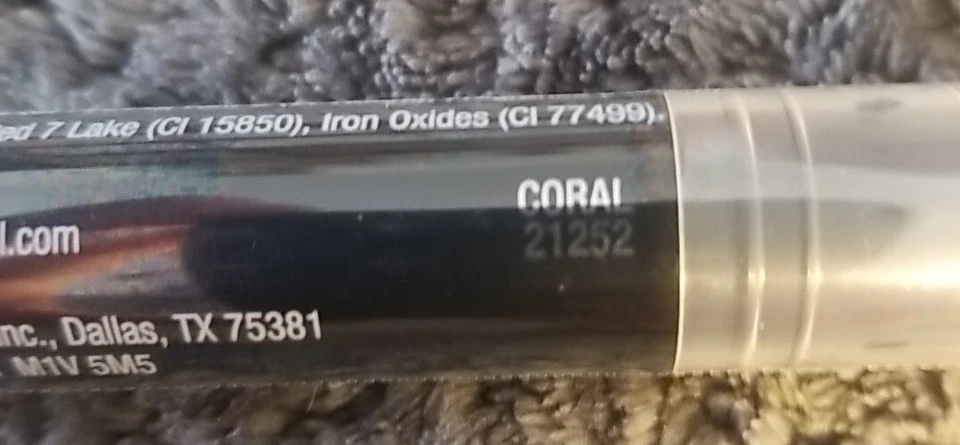 ed 7 Lake (CI 15850), Iron Oxides (CI 77499).
CORAL
21252
l.com
nc., Dallas, TX 75381
M1V 5M5